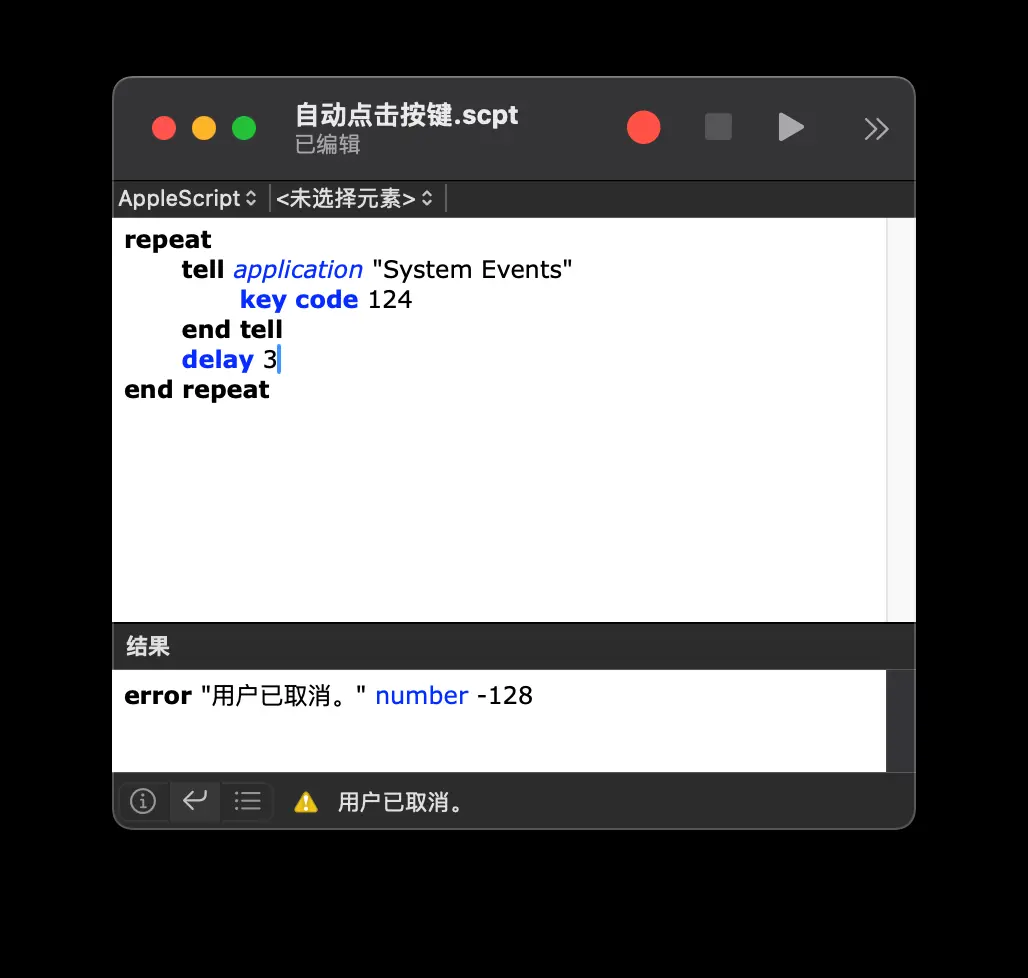 自动点击按键.scpt
已编辑
AppleScript <未选择元素>
repeat
tell application "System Events"
key code 124
end tell
delay 3
end repeat
结果
error "用户已取消。" number -128
用户已取消。